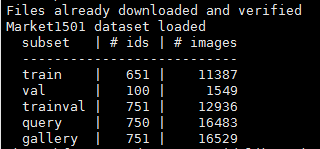 Files already downloaded and verified
Market1501 dataset loaded
subset | # ids | # images
---------------------------
train | 651 | 11387
val | 100 | 1549
trainval | 751 | 12936
query | 750 | 16483
gallery | 751 | 16529